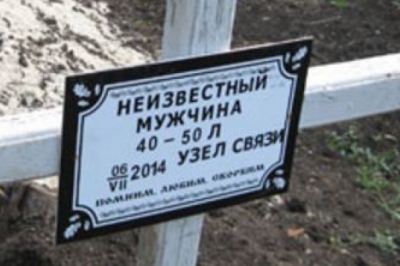 НЕИЗВЕСТНЫЙ
МУЖЧИНА
40 – 50 Л
06/VII 2014 УЗЕЛ СВЯЗИ
ПОМНИМ, ЛЮБИМ, СКОРБИМ